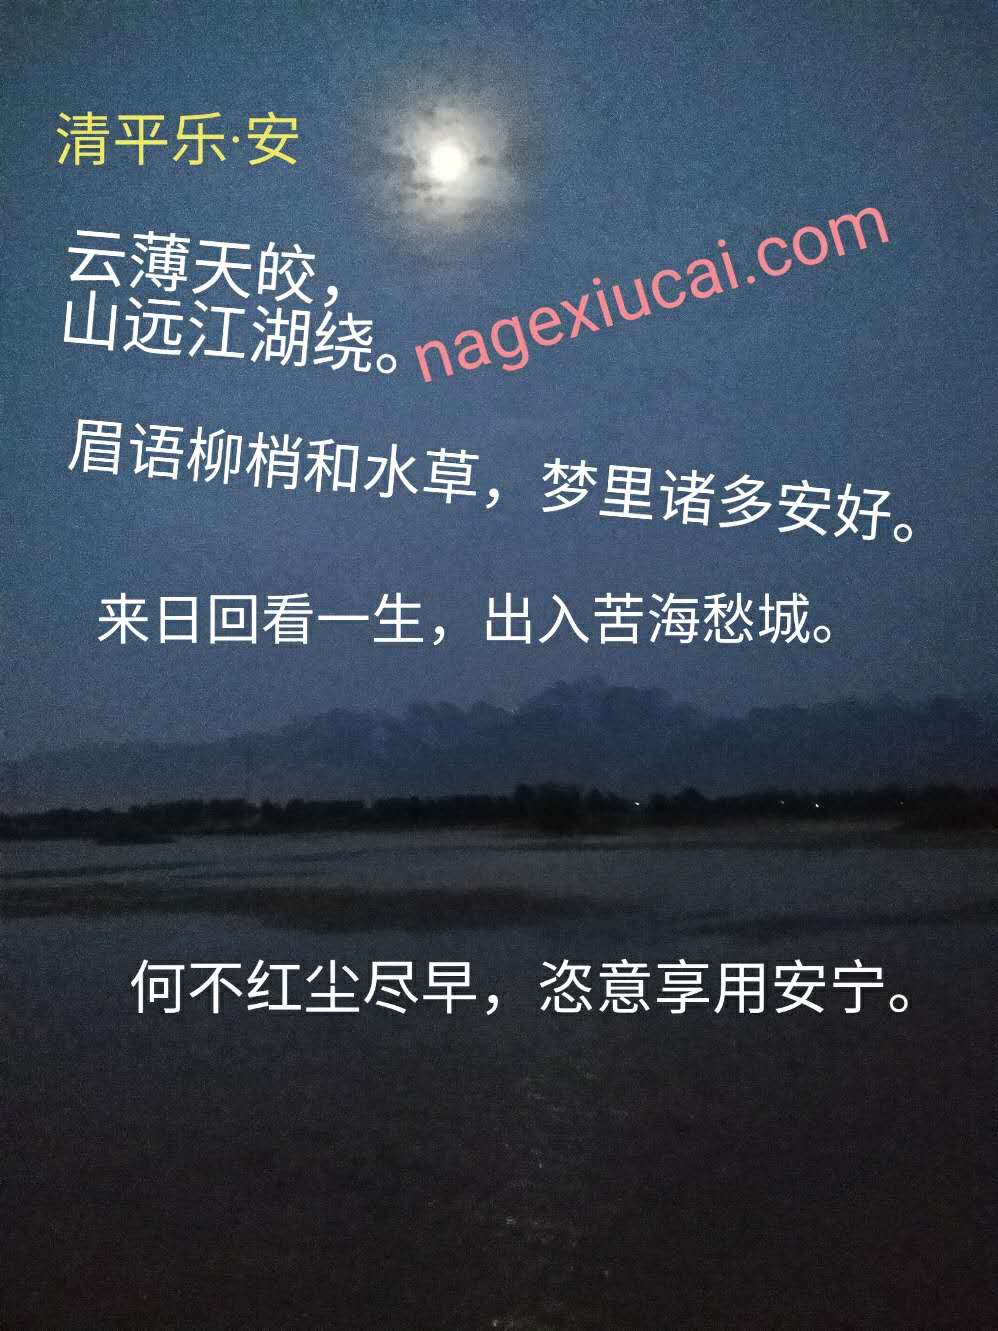 清平乐·安
云薄天皎，
山远江湖绕。
nagexiucai.com
眉语柳梢和水草，梦里诸多安好。
来日回看一生，出入苦海愁城。
何不红尘尽早，恣意享用安宁。